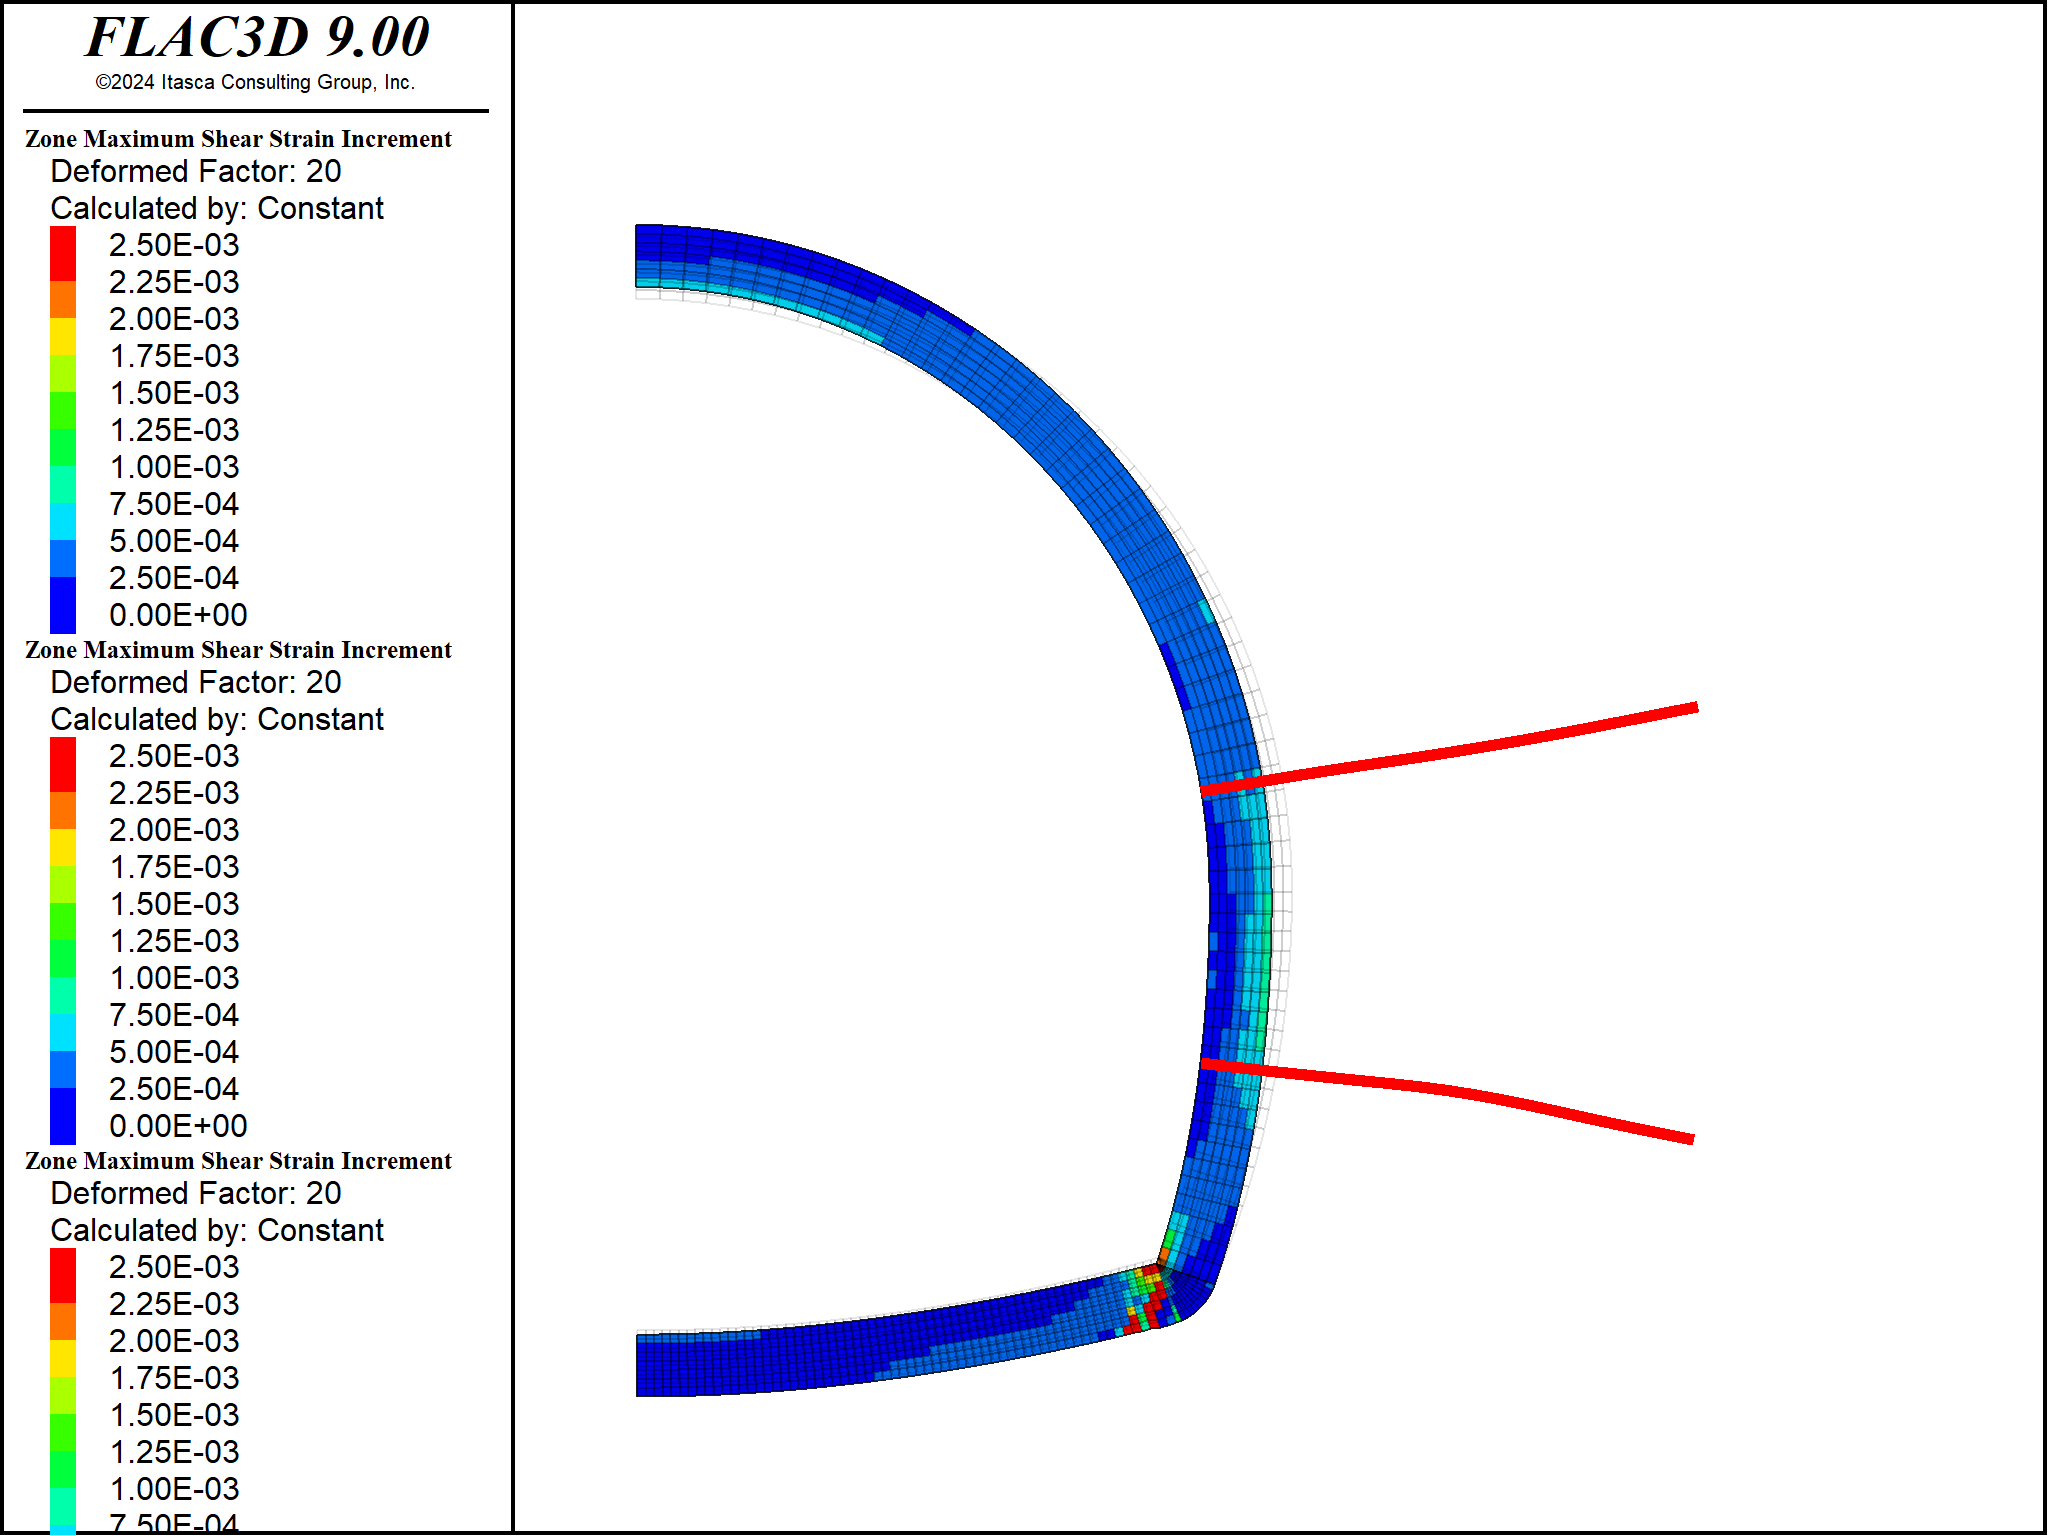 FLAC3D 9.00
©2024 Itasca Consulting Group, Inc.
Zone Maximum Shear Strain Increment
Deformed Factor: 20
Calculated by: Constant
2.50E-03
2.25E-03
2.00E-03
1.75E-03
1.50E-03
1.25E-03
1.00E-03
7.50E-04
5.00E-04
2.50E-04
0.00E+00
Zone Maximum Shear Strain Increment
Deformed Factor: 20
Calculated by: Constant
2.50E-03
2.25E-03
2.00E-03
1.75E-03
1.50E-03
1.25E-03
1.00E-03
7.50E-04
5.00E-04
2.50E-04
0.00E+00
Zone Maximum Shear Strain Increment
Deformed Factor: 20
Calculated by: Constant
2.50E-03
2.25E-03
2.00E-03
1.75E-03
1.50E-03
1.25E-03
1.00E-03
7.50E-04